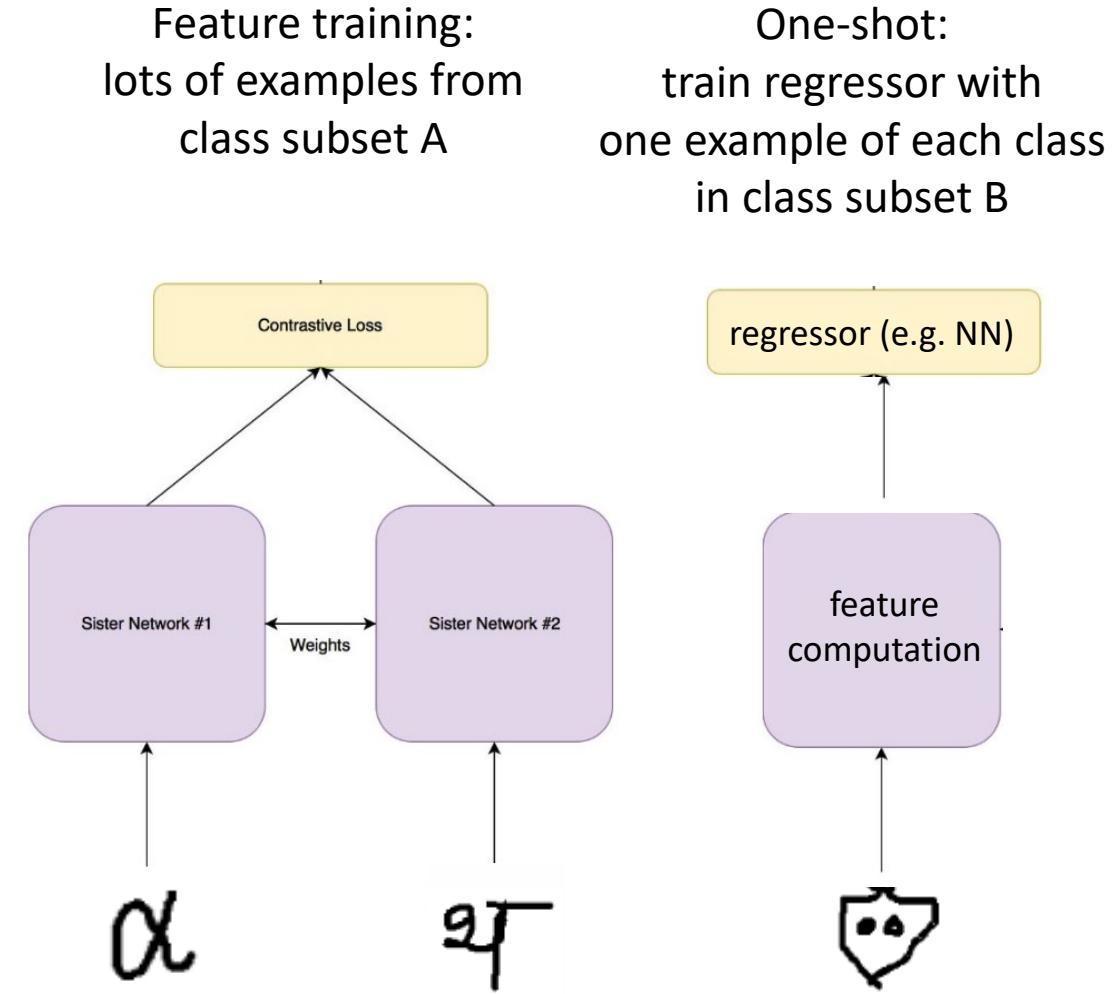 Feature training:
lots of examples from
class subset A
One-shot:
train regressor with
one example of each class
in class subset B
Contrastive Loss
regressor (e.g. NN)
Sister Network #1
Weights
Sister Network #2
feature
computation
α